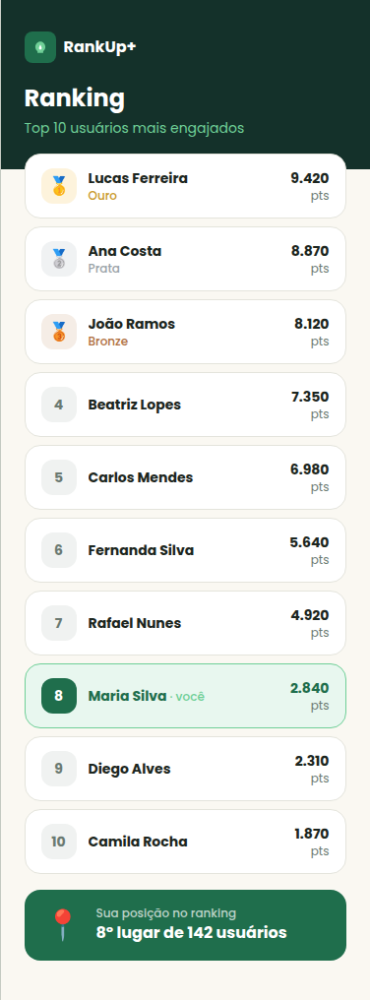 RankUp+
Ranking
Top 10 usuários mais engajados
Lucas Ferreira
Ouro
9.420
pts
Ana Costa
Prata
8.870
pts
João Ramos
Bronze
8.120
pts
4
Beatriz Lopes
7.350
pts
5
Carlos Mendes
6.980
pts
6
Fernanda Silva
5.640
pts
7
Rafael Nunes
4.920
pts
8
Maria Silva · você
2.840
pts
9
Diego Alves
2.310
pts
10
Camila Rocha
1.870
pts
Sua posição no ranking
8º lugar de 142 usuários